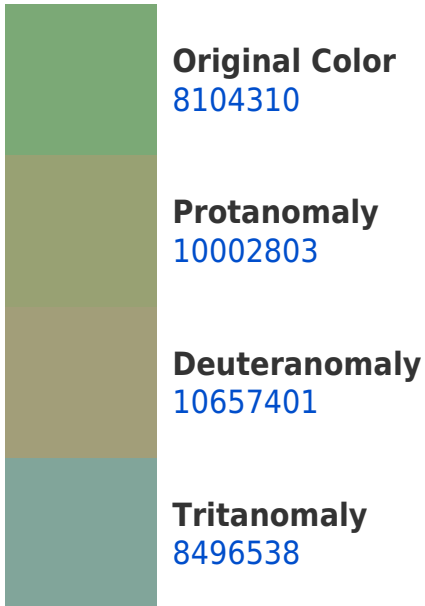 Original Color
8104310
Protanomaly
10002803
Deuteranomaly
10657401
Tritanomaly
8496538